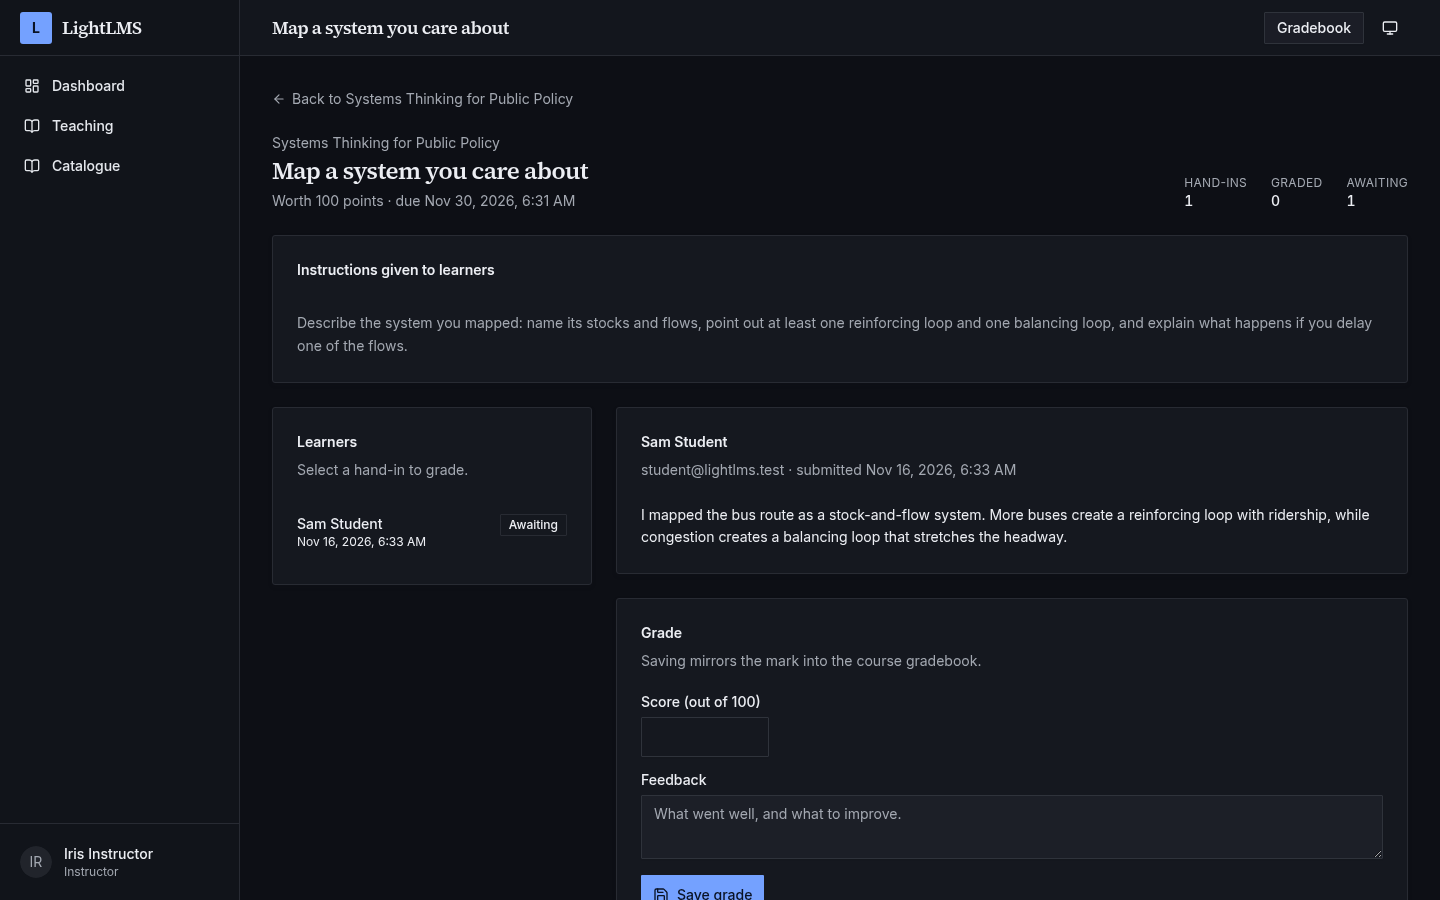 L LightLMS
Map a system you care about
Gradebook
Dashboard
Teaching
Catalogue
Back to Systems Thinking for Public Policy
Systems Thinking for Public Policy
Map a system you care about
Worth 100 points · due Nov 30, 2026, 6:31 AM
HAND-INS GRADED AWAITING
1 0 1
Instructions given to learners
Describe the system you mapped: name its stocks and flows, point out at least one reinforcing loop and one balancing loop, and explain what happens if you delay
one of the flows.
Learners
Select a hand-in to grade.
Sam Student
Awaiting
Nov 16, 2026, 6:33 AM
Sam Student
student@lightlms.test · submitted Nov 16, 2026, 6:33 AM
I mapped the bus route as a stock-and-flow system. More buses create a reinforcing loop with ridership, while
congestion creates a balancing loop that stretches the headway.
Grade
Saving mirrors the mark into the course gradebook.
Score (out of 100)
Feedback
What went well, and what to improve.
Save grade
IR
Iris Instructor
Instructor